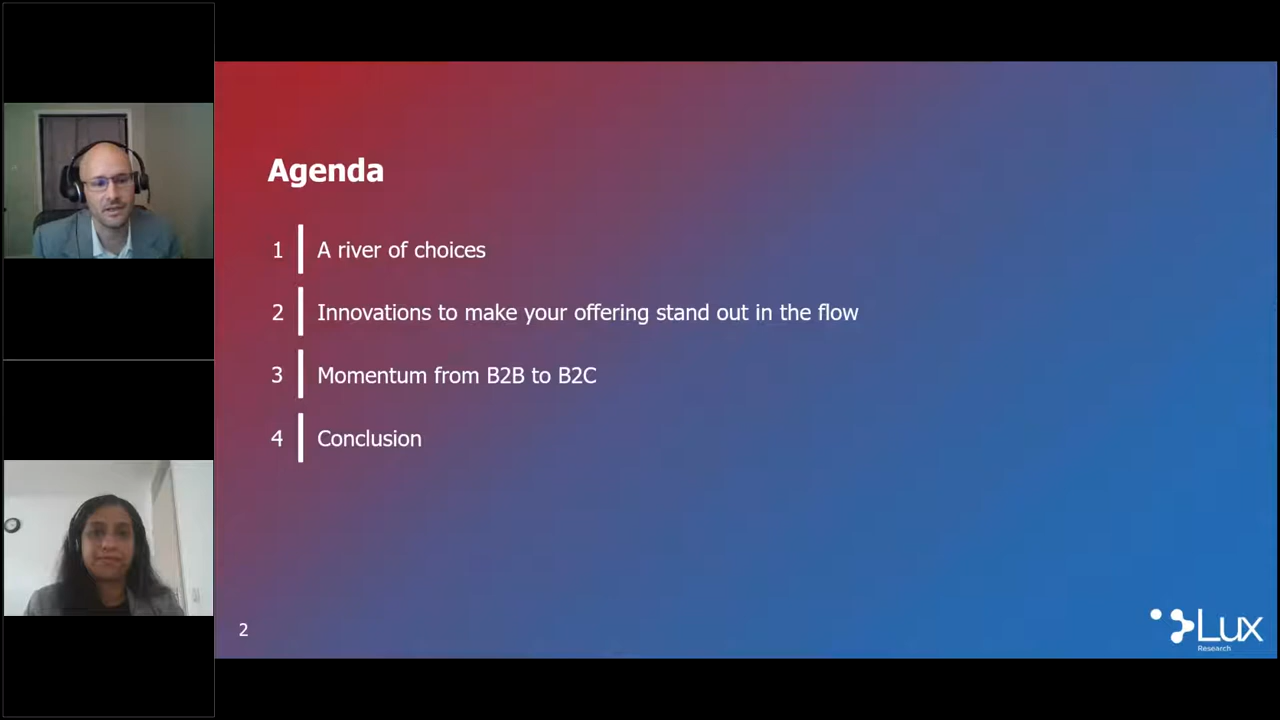 Agenda
1 A river of choices
2 Innovations to make your offering stand out in the flow
3 Momentum from B2B to B2C
4 Conclusion
2
Lux
Research